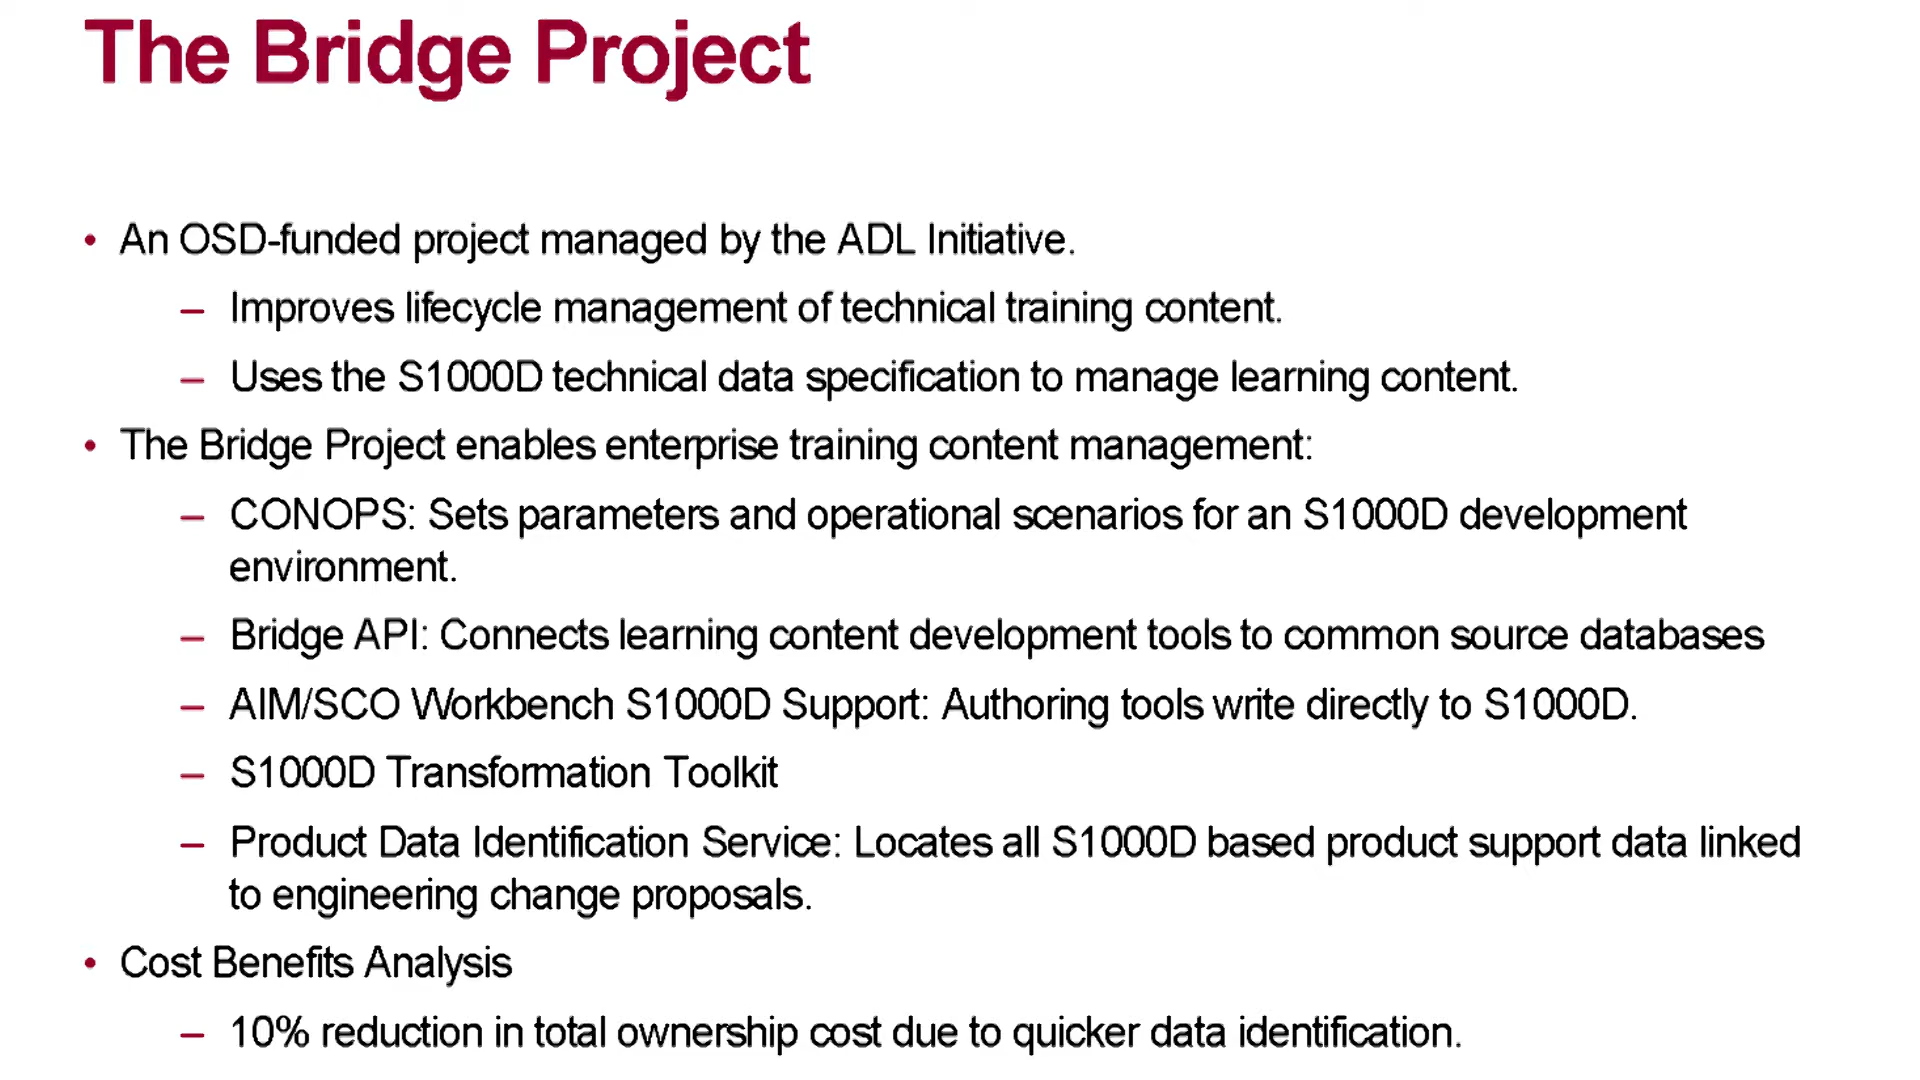 The Bridge Project
• An OSD-funded project managed by the ADL Initiative.
– Improves lifecycle management of technical training content.
– Uses the S1000D technical data specification to manage learning content.
• The Bridge Project enables enterprise training content management:
– CONOPS: Sets parameters and operational scenarios for an S1000D development
environment.
– Bridge API: Connects learning content development tools to common source databases
– AIM/SCO Workbench S1000D Support: Authoring tools write directly to S1000D.
– S1000D Transformation Toolkit
– Product Data Identification Service: Locates all S1000D based product support data linked
to engineering change proposals.
• Cost Benefits Analysis
– 10% reduction in total ownership cost due to quicker data identification.